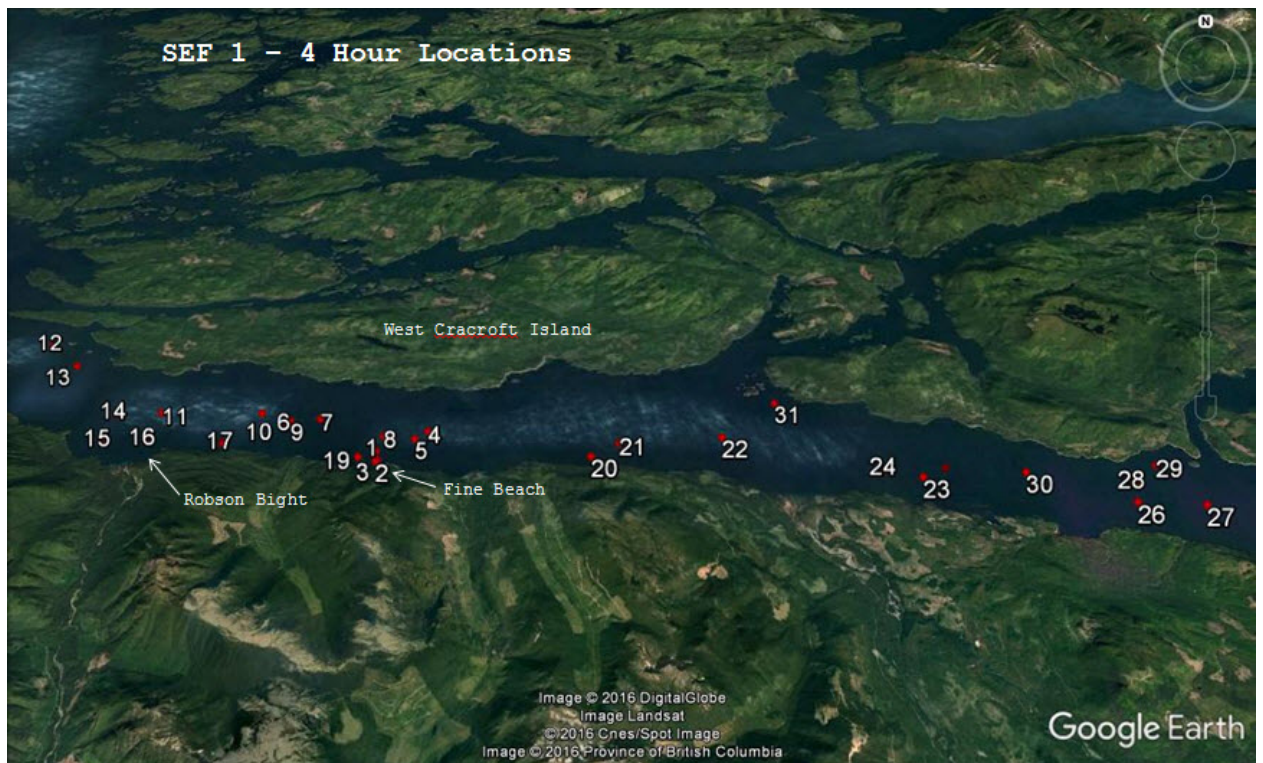 N
SEF 1 – 4 Hour Locations
West Cracroft Island
12
13
31
14
11
6
7
10
9
15
16
17
1
8
5
4
21
22
19
3
2
20
24
23
30
28
29
26
27
Robson Bight
Fine Beach
Image © 2016 DigitalGlobe
Image Landsat
© 2016 Cnes/Spot Image
Image © 2016 Province of British Columbia
Google Earth